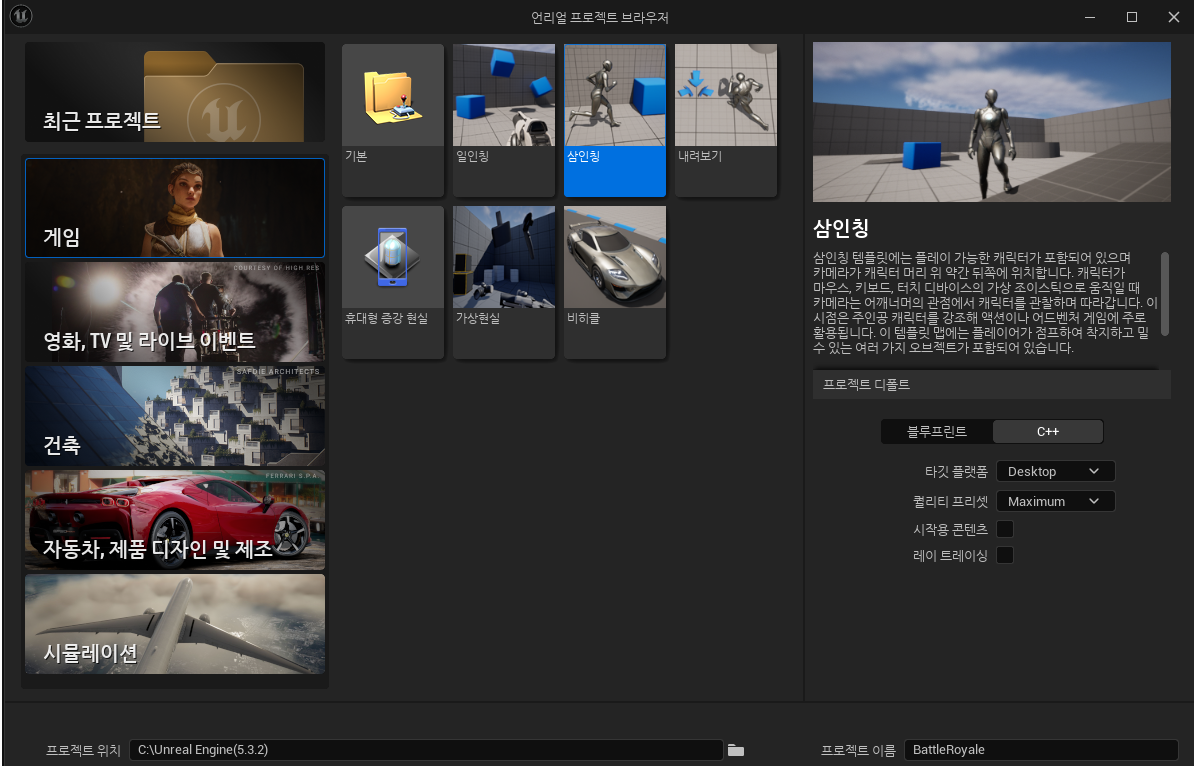 언리얼 프로젝트 브라우저
최근 프로젝트
게임
COURTESY OF HIGH RES
영화, TV 및 라이브 이벤트
SAFDIE ARCHITECTS
건축
FERRARI S.P.A.
자동차, 제품 디자인 및 제조
시뮬레이션
기본
일인칭
삼인칭
내려보기
휴대형 증강 현실
가상현실
비히클
삼인칭
삼인칭 템플릿에는 플레이 가능한 캐릭터가 포함되어 있으며
카메라가 캐릭터 머리 위 약간 뒤쪽에 위치합니다. 캐릭터가
마우스, 키보드, 터치 디바이스의 가상 조이스틱으로 움직일 때
카메라는 어깨너머의 관점에서 캐릭터를 관찰하며 따라갑니다. 이
시점은 주인공 캐릭터를 강조해 액션이나 어드벤처 게임에 주로
활용됩니다. 이 템플릿 맵에는 플레이어가 점프하여 착지하고 밀
수 있는 여러 가지 오브젝트가 포함되어 있습니다.
프로젝트 디폴트
블루프린트
C++
타깃 플랫폼
Desktop
퀄리티 프리셋
Maximum
시작용 콘텐츠
레이 트레이싱
프로젝트 위치
C:\Unreal Engine(5.3.2)
프로젝트 이름
BattleRoyale